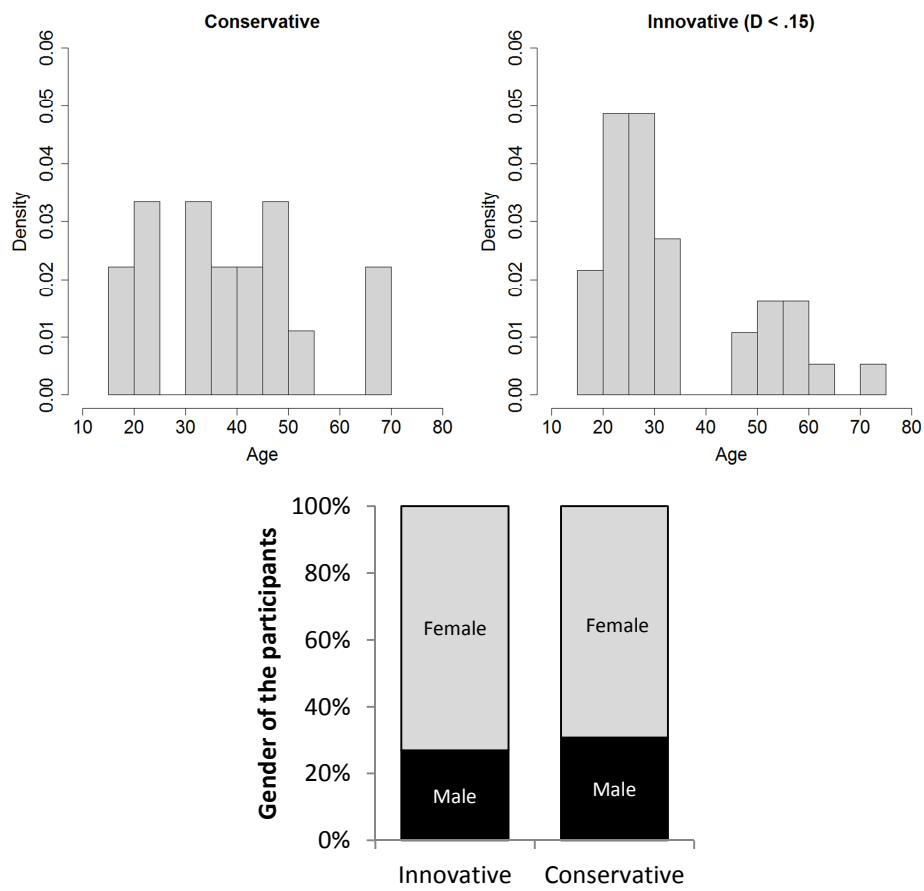 Conservative
Density
0.00 0.01 0.02 0.03 0.04 0.05 0.06
10 20 30 40 50 60 70 80
Age
Innovative (D < .15)
Density
0.00 0.01 0.02 0.03 0.04 0.05 0.06
10 20 30 40 50 60 70 80
Age
Gender of the participants
100%
80%
60%
40%
20%
0%
Female
Female
Male
Male
Innovative Conservative